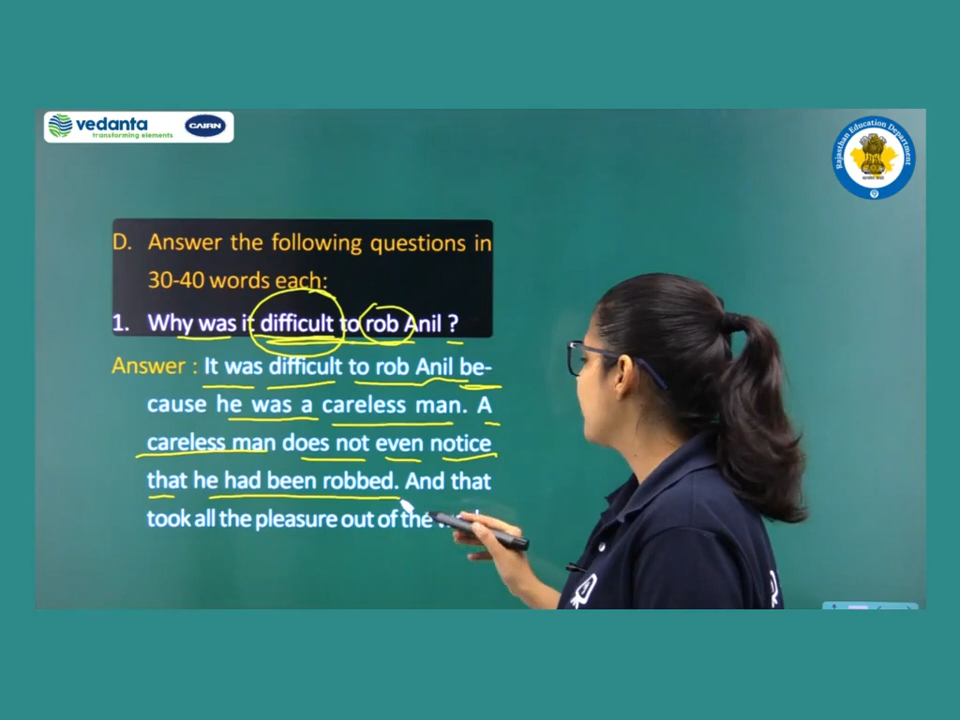 vedanta
transforming elements
CAIRN
Rajasthan Education Department
D. Answer the following questions in
30-40 words each:
1. Why was it difficult to rob Anil ?
Answer : It was difficult to rob Anil be-
cause he was a careless man. A
careless man does not even notice
that he had been robbed. And that
took all the pleasure out of the